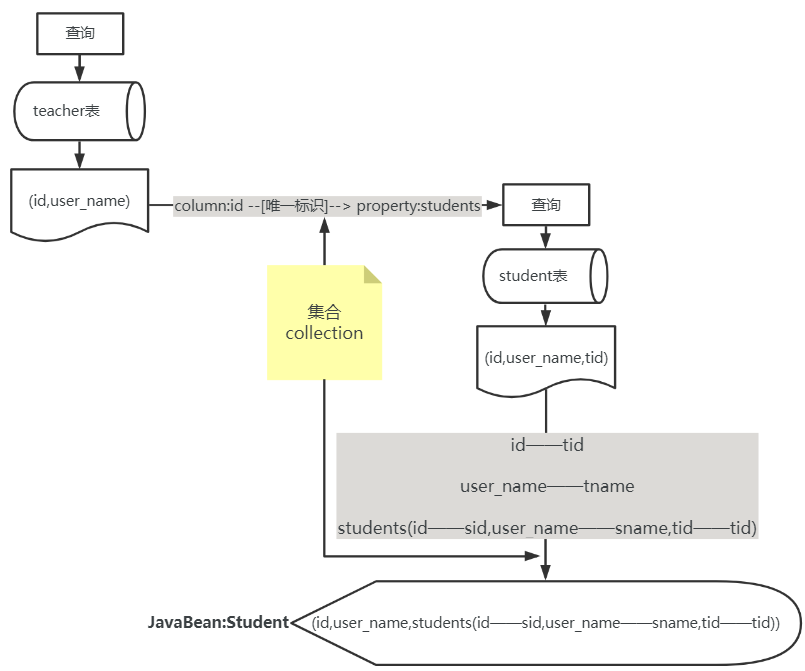 查询
teacher表
(id,user_name)
column:id --[唯一标识]--> property:students
查询
student表
(id,user_name,tid)
集合
collection
id——tid
user_name——tname
students(id——sid,user_name——sname,tid——tid)
JavaBean:Student
(id,user_name,students(id——sid,user_name——sname,tid——tid))